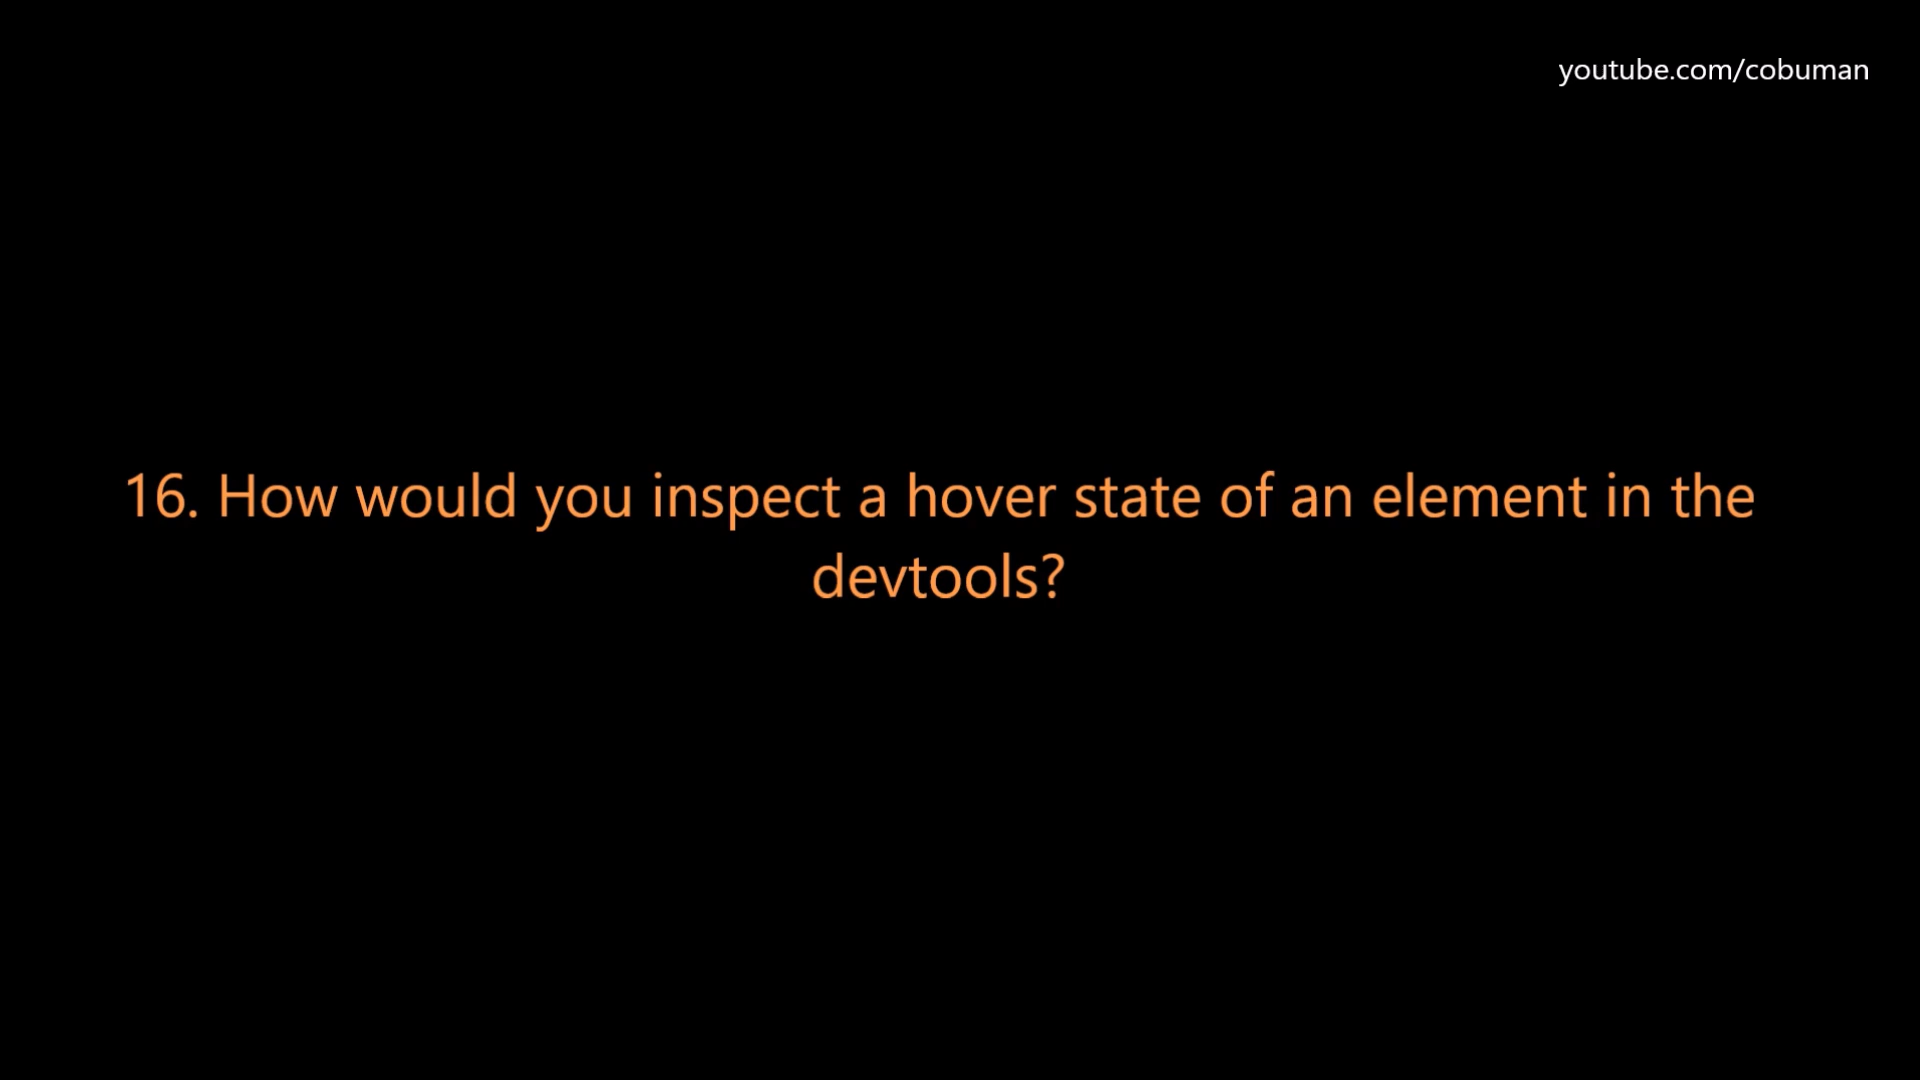 youtube.com/cobuman
16. How would you inspect a hover state of an element in the
devtools?